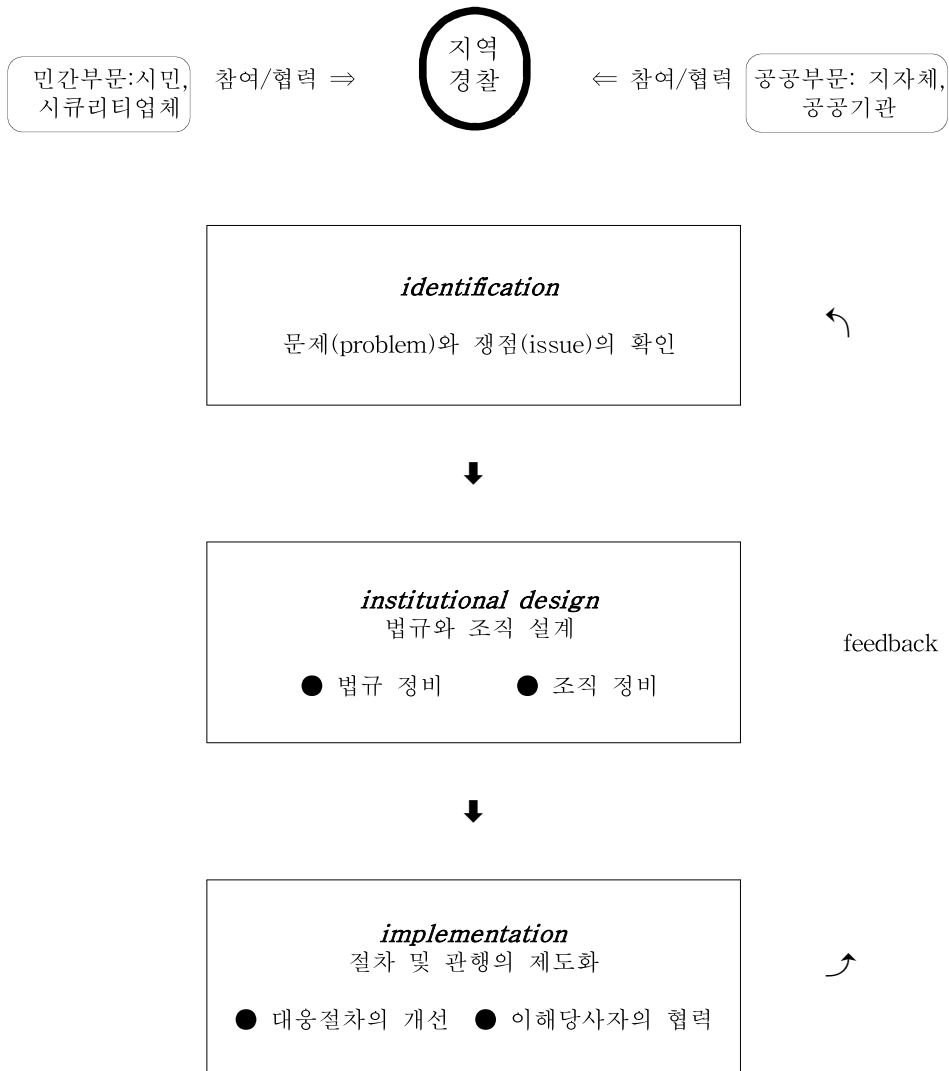 지역
경찰
민간부문:시민,
시큐리티업체
참여/협력 ⇒
⇐ 참여/협력
공공부문: 지자체,
공공기관
identification
문제(problem)와 쟁점(issue)의 확인
institutional design
법규와 조직 설계
● 법규 정비 ● 조직 정비
feedback
implementation
절차 및 관행의 제도화
● 대응절차의 개선 ● 이해당사자의 협력